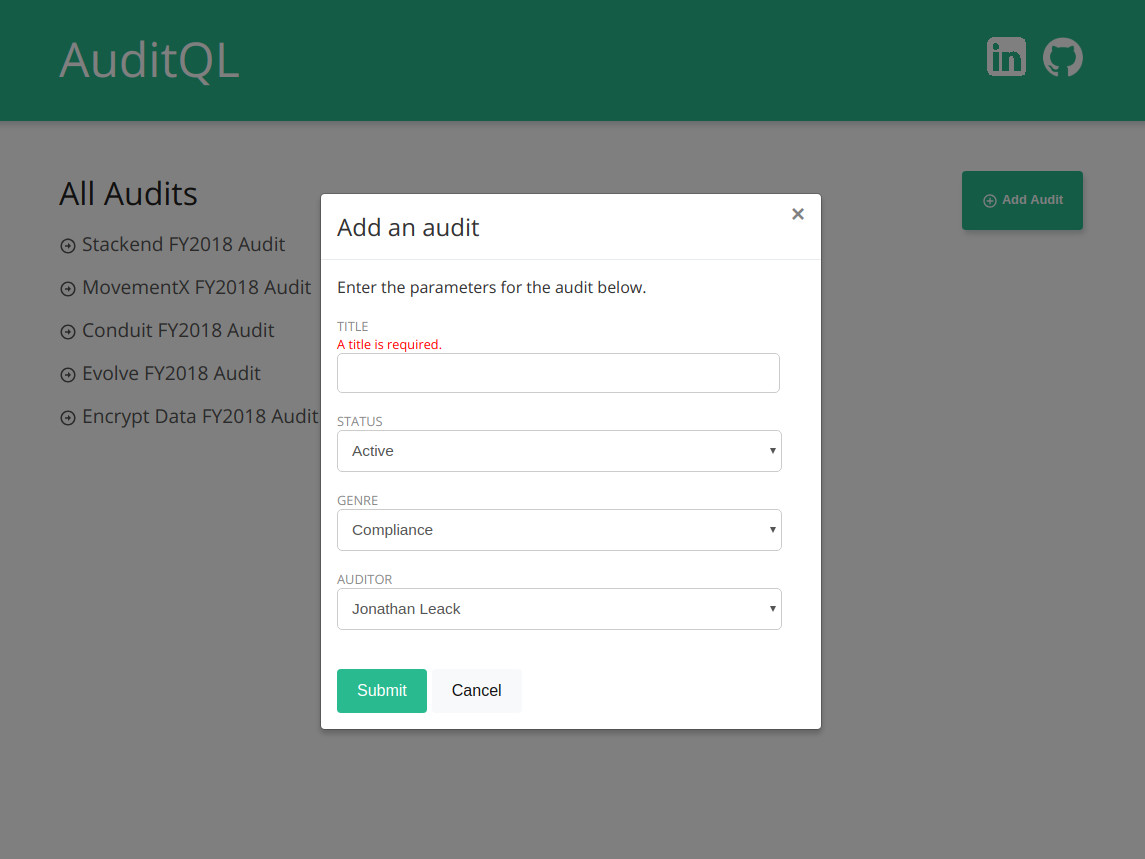 AuditQL
All Audits
Add Audit
Stackend FY2018 Audit
MovementX FY2018 Audit
Conduit FY2018 Audit
Evolve FY2018 Audit
Encrypt Data FY2018 Audit
Add an audit
×
Enter the parameters for the audit below.
TITLE
A title is required.
STATUS
Active
GENRE
Compliance
AUDITOR
Jonathan Leack
Submit
Cancel